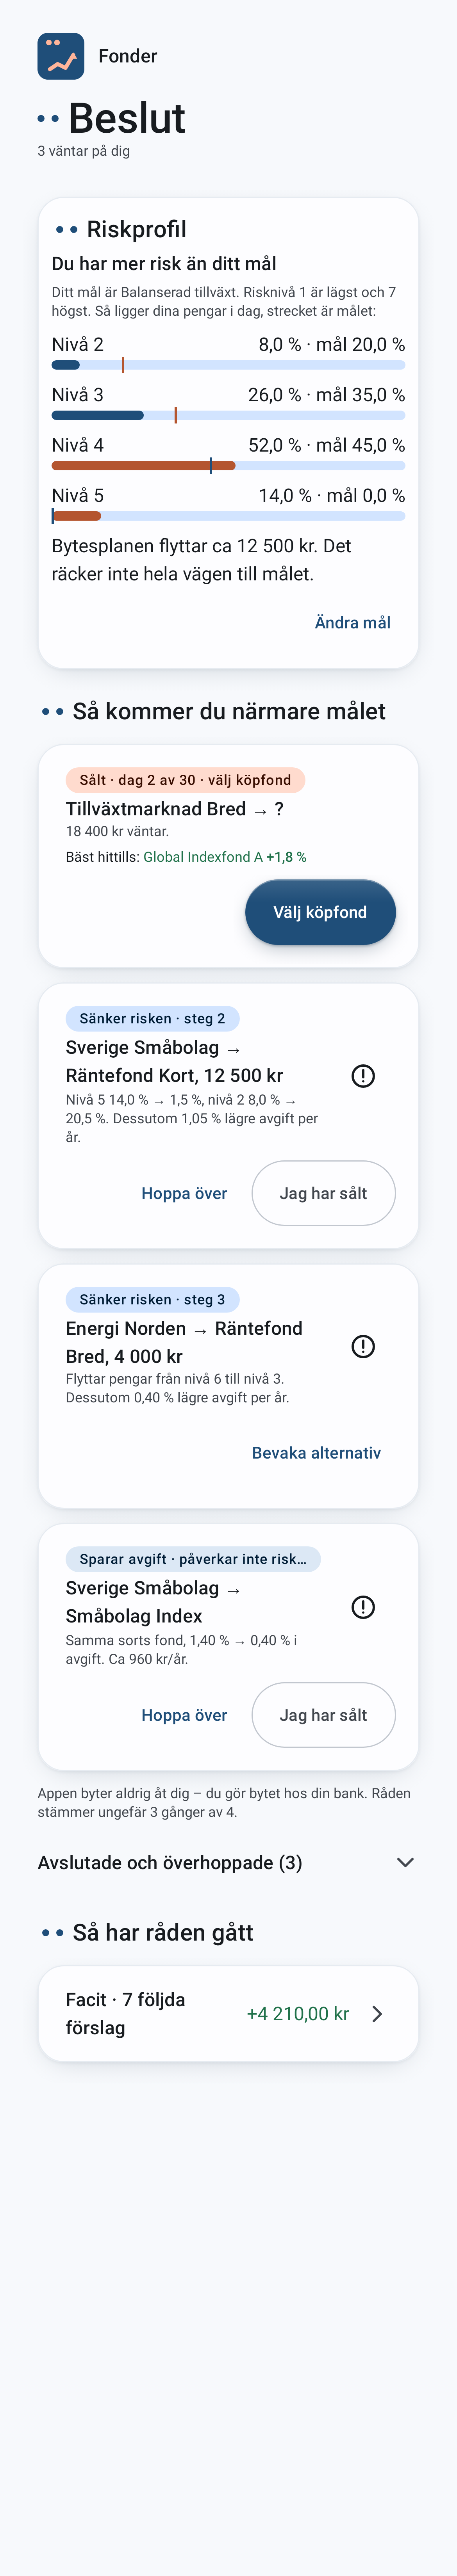 Fonder
Beslut
3 väntar på dig
Riskprofil
Du har mer risk än ditt mål
Ditt mål är Balanserad tillväxt. Risknivå 1 är lägst och 7
högst. Så ligger dina pengar i dag, strecket är målet:
Nivå 2 8,0 % · mål 20,0 %
Nivå 3 26,0 % · mål 35,0 %
Nivå 4 52,0 % · mål 45,0 %
Nivå 5 14,0 % · mål 0,0 %
Bytesplanen flyttar ca 12 500 kr. Det
räcker inte hela vägen till målet.
Ändra mål
Så kommer du närmare målet
Sålt · dag 2 av 30 · välj köpfond
Tillväxtmarknad Bred → ?
18 400 kr väntar.
Bäst hittills: Global Indexfond A +1,8 %
Välj köpfond
Sänker risken · steg 2
Sverige Småbolag →
Räntefond Kort, 12 500 kr
Nivå 5 14,0 % → 1,5 %, nivå 2 8,0 % →
20,5 %. Dessutom 1,05 % lägre avgift per
år.
Hoppa över Jag har sålt
Sänker risken · steg 3
Energi Norden → Räntefond
Bred, 4 000 kr
Flyttar pengar från nivå 6 till nivå 3.
Dessutom 0,40 % lägre avgift per år.
Bevaka alternativ
Sparar avgift · påverkar inte risk…
Sverige Småbolag →
Småbolag Index
Samma sorts fond, 1,40 % → 0,40 % i
avgift. Ca 960 kr/år.
Hoppa över Jag har sålt
Appen byter aldrig åt dig – du gör bytet hos din bank. Råden
stämmer ungefär 3 gånger av 4.
Avslutade och överhoppade (3)
Så har råden gått
Facit · 7 följda
förslag
+4 210,00 kr